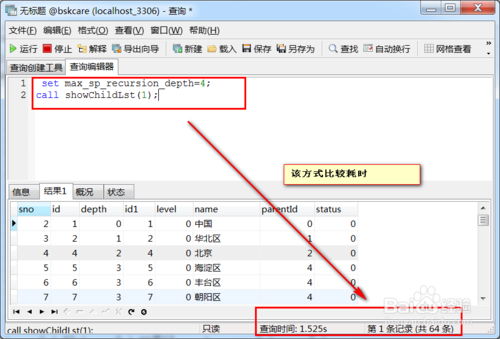 无标题 @bskcare (localhost_3306) * - 查询 *
文件(F) 编辑(E) 格式(O) 查看(V) 窗口(W) 帮助(H)
运行 停止 解释 导出向导 新建 载入 保存 另存为 查找 自动换行 网格查看
查询创建工具 查询编辑器
1 set max_sp_recursion_depth=4;
2 call showChildLst(1);
该方式比较耗时
信息 结果1 概况 状态
sno id depth id1 level name parentId status
2 1 0 1 0 中国 0 0
3 2 1 2 0 华北区 1 0
4 4 2 4 0 北京 2 0
5 5 3 5 0 海淀区 4 0
6 6 3 6 0 丰台区 4 0
7 7 3 7 0 朝阳区 4 0
call showChildLst(1); 只读 查询时间: 1.525s 第 1 条记录 (共 64 条)
Baidu 经验